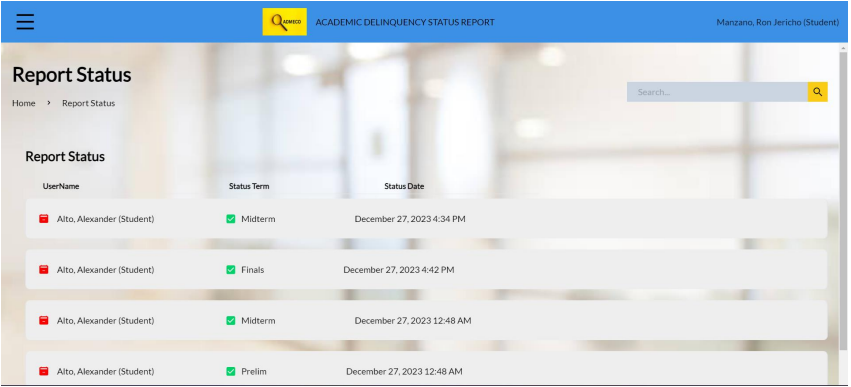 ADMECO ACADEMIC DELINQUENCY STATUS REPORT Manzano, Ron Jericho (Student)
Report Status
Search...
Home > Report Status
Report Status
UserName Status Term Status Date
Alto, Alexander (Student) Midterm December 27, 2023 4:34 PM
Alto, Alexander (Student) Finals December 27, 2023 4:42 PM
Alto, Alexander (Student) Midterm December 27, 2023 12:48 AM
Alto, Alexander (Student) Prelim December 27, 2023 12:48 AM